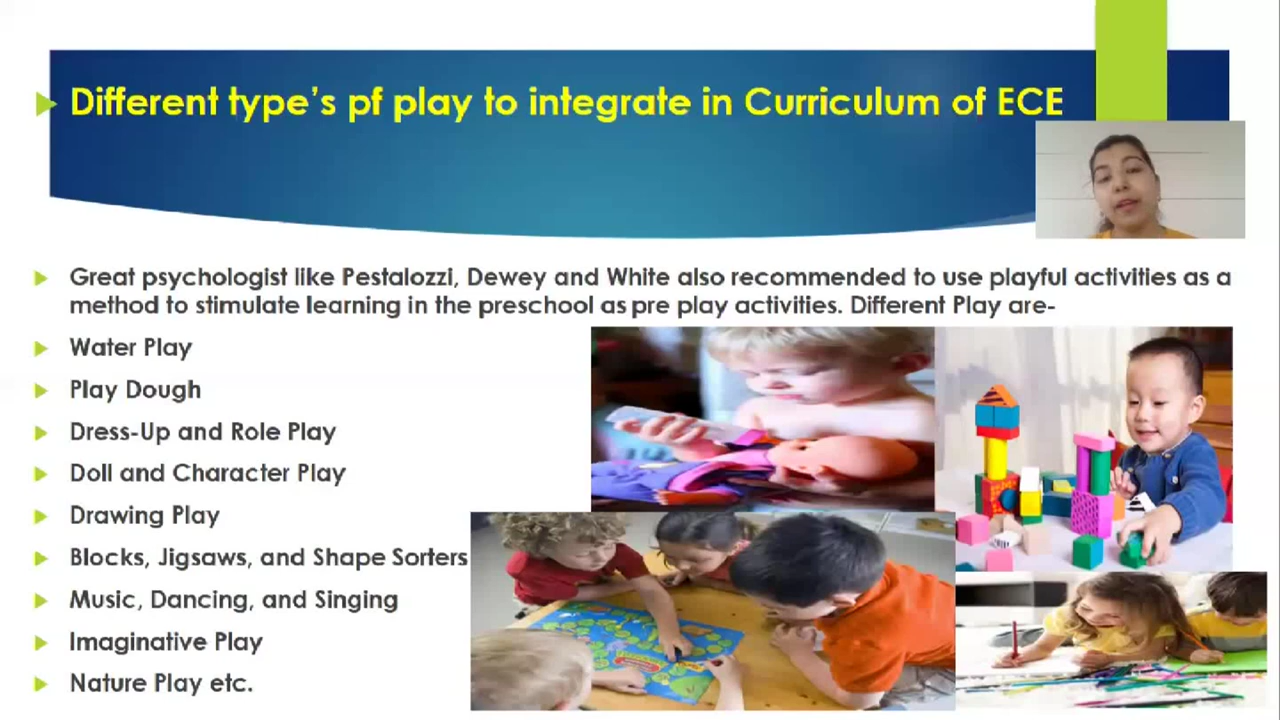 Different type's pf play to integrate in Curriculum of ECE
Great psychologist like Pestalozzi, Dewey and White also recommended to use playful activities as a
method to stimulate learning in the preschool as pre play activities. Different Play are-
Water Play
Play Dough
Dress-Up and Role Play
Doll and Character Play
Drawing Play
Blocks, Jigsaws, and Shape Sorters
Music, Dancing, and Singing
Imaginative Play
Nature Play etc.